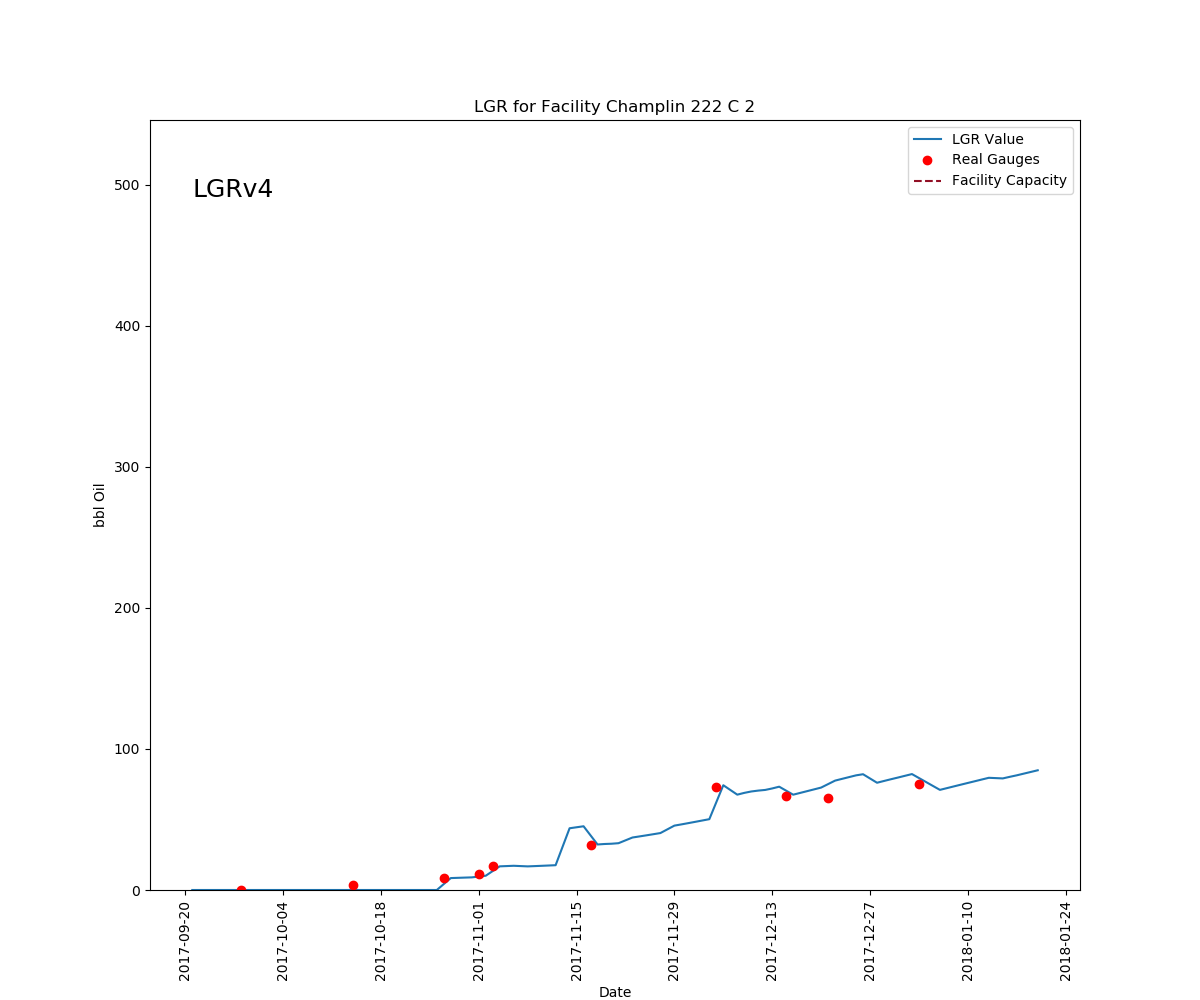 LGR for Facility Champlin 222 C 2
LGR Value
Real Gauges
Facility Capacity
LGRv4
500
400
300
200
100
0
bbl Oil
2017-09-20
2017-10-04
2017-10-18
2017-11-01
2017-11-15
2017-11-29
2017-12-13
2017-12-27
2018-01-10
2018-01-24
Date